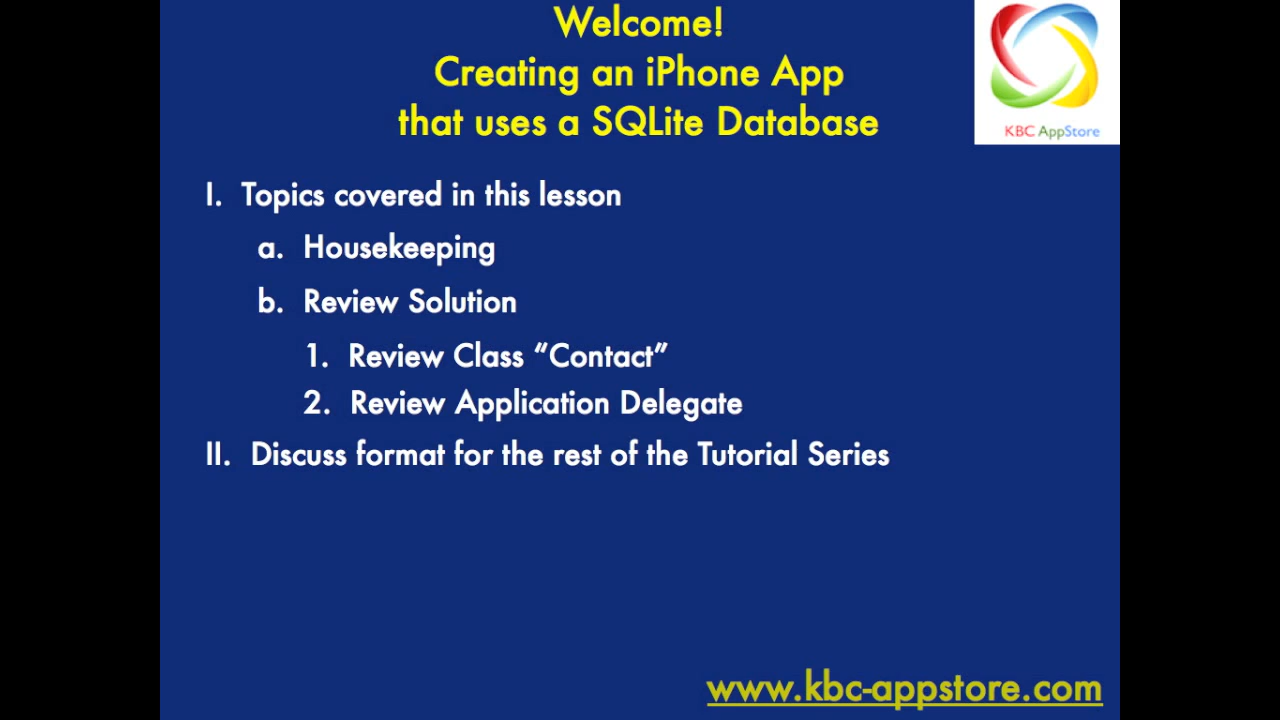 Welcome!
Creating an iPhone App
that uses a SQLite Database
KBC AppStore
I. Topics covered in this lesson
a. Housekeeping
b. Review Solution
1. Review Class “Contact”
2. Review Application Delegate
II. Discuss format for the rest of the Tutorial Series
www.kbc-appstore.com